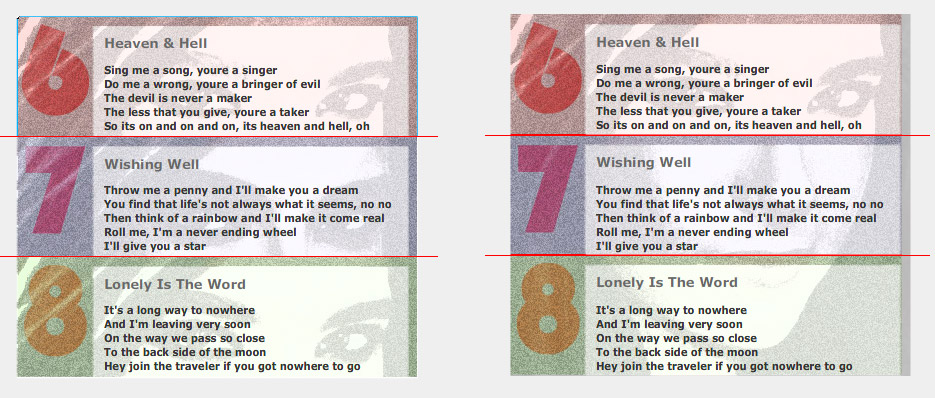 6
Heaven & Hell
Sing me a song, youre a singer
Do me a wrong, youre a bringer of evil
The devil is never a maker
The less that you give, youre a taker
So its on and on and on, its heaven and hell, oh
7
Wishing Well
Throw me a penny and I'll make you a dream
You find that life's not always what it seems, no no
Then think of a rainbow and I'll make it come real
Roll me, I'm a never ending wheel
I'll give you a star
8
Lonely Is The Word
It's a long way to nowhere
And I'm leaving very soon
On the way we pass so close
To the back side of the moon
Hey join the traveler if you got nowhere to go
6
Heaven & Hell
Sing me a song, youre a singer
Do me a wrong, youre a bringer of evil
The devil is never a maker
The less that you give, youre a taker
So its on and on and on, its heaven and hell, oh
7
Wishing Well
Throw me a penny and I'll make you a dream
You find that life's not always what it seems, no no
Then think of a rainbow and I'll make it come real
Roll me, I'm a never ending wheel
I'll give you a star
8
Lonely Is The Word
It's a long way to nowhere
And I'm leaving very soon
On the way we pass so close
To the back side of the moon
Hey join the traveler if you got nowhere to go